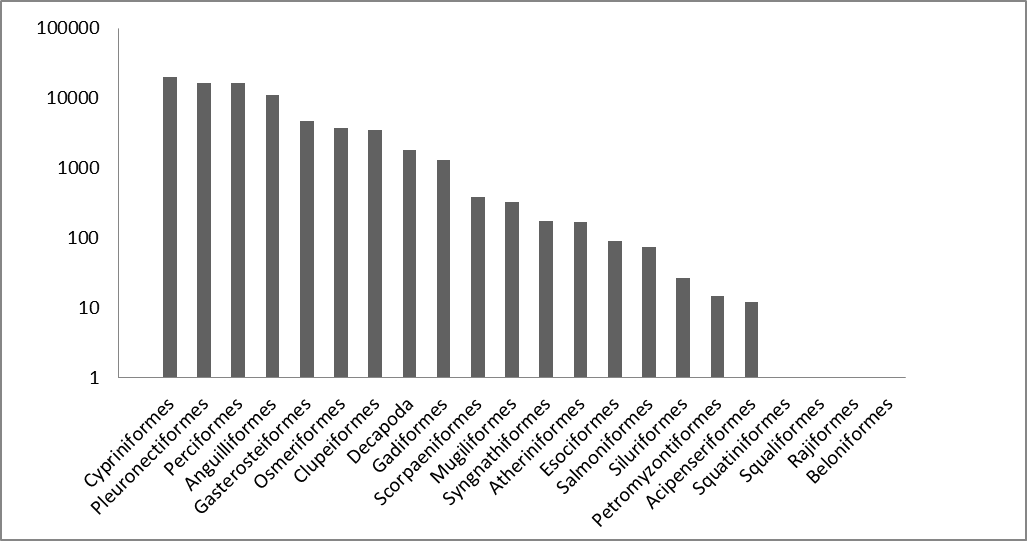 100000
10000
1000
100
10
1
Cypriniformes
Pleuronectiformes
Perciformes
Anguilliformes
Gasterosteiformes
Osmeriformes
Clupeiformes
Decapoda
Gadiformes
Scorpaeniformes
Mugiliformes
Syngnathiformes
Atheriniformes
Esociformes
Salmoniformes
Siluriformes
Petromyzontiformes
Acipenseriformes
Squatiniformes
Squaliformes
Rajiformes
Beloniformes